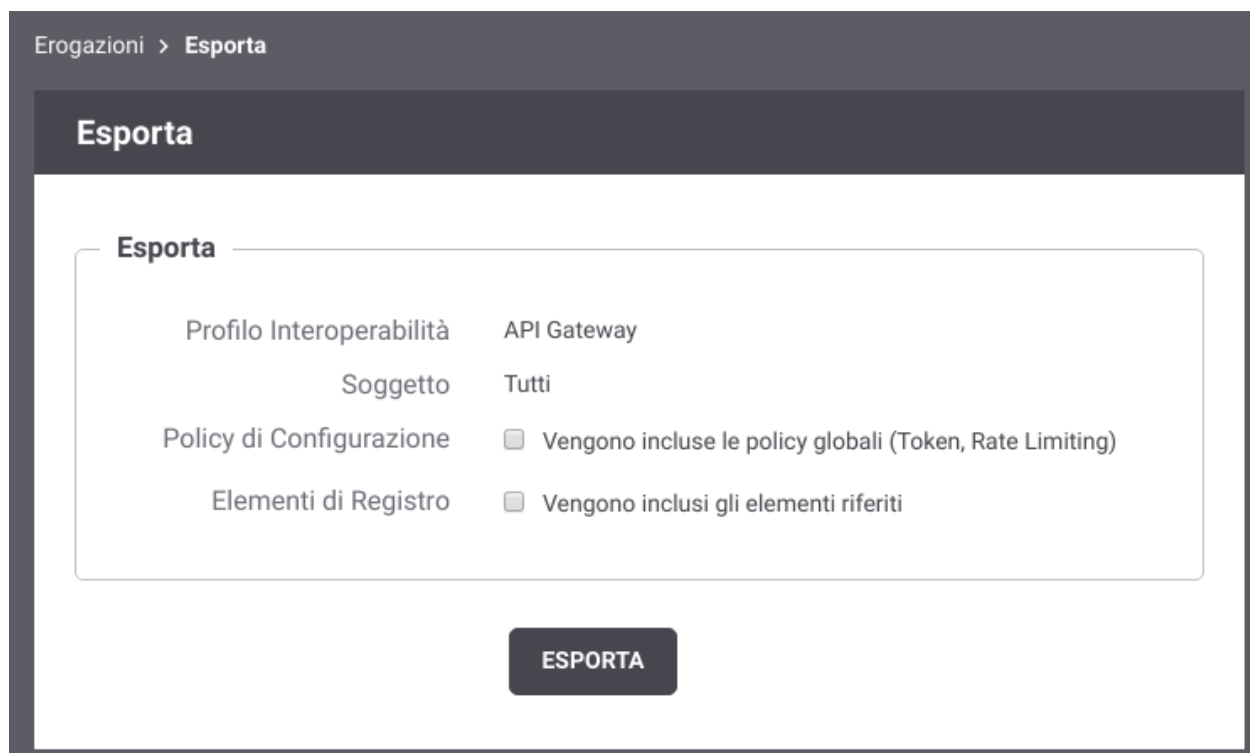 Erogazioni > Esporta
Esporta
Esporta
Profilo Interoperabilità API Gateway
Soggetto Tutti
Policy di Configurazione Vengono incluse le policy globali (Token, Rate Limiting)
Elementi di Registro Vengono inclusi gli elementi riferiti
ESPORTA